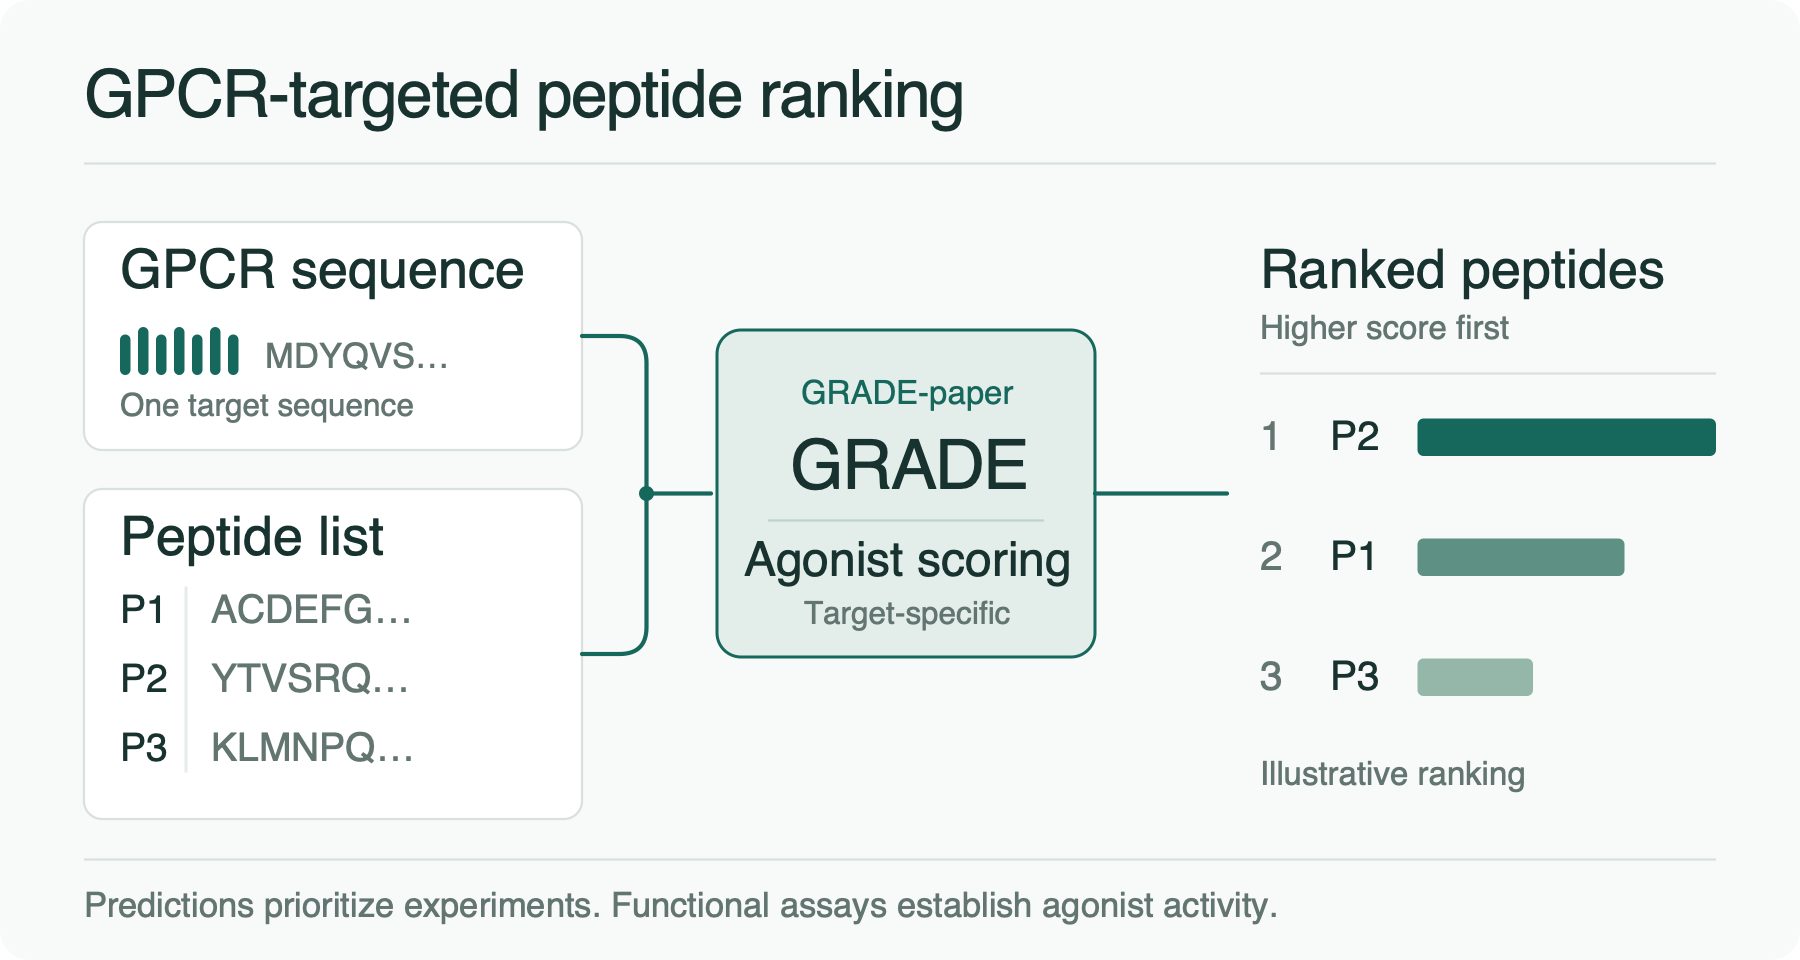 GPCR-targeted peptide ranking
GPCR sequence
MDYQVS...
One target sequence
Peptide list
P1 ACDEFG...
P2 YTVSRQ...
P3 KLMNPQ...
GRADE-paper
GRADE
Agonist scoring
Target-specific
Ranked peptides
Higher score first
1 P2
2 P1
3 P3
Illustrative ranking
Predictions prioritize experiments. Functional assays establish agonist activity.